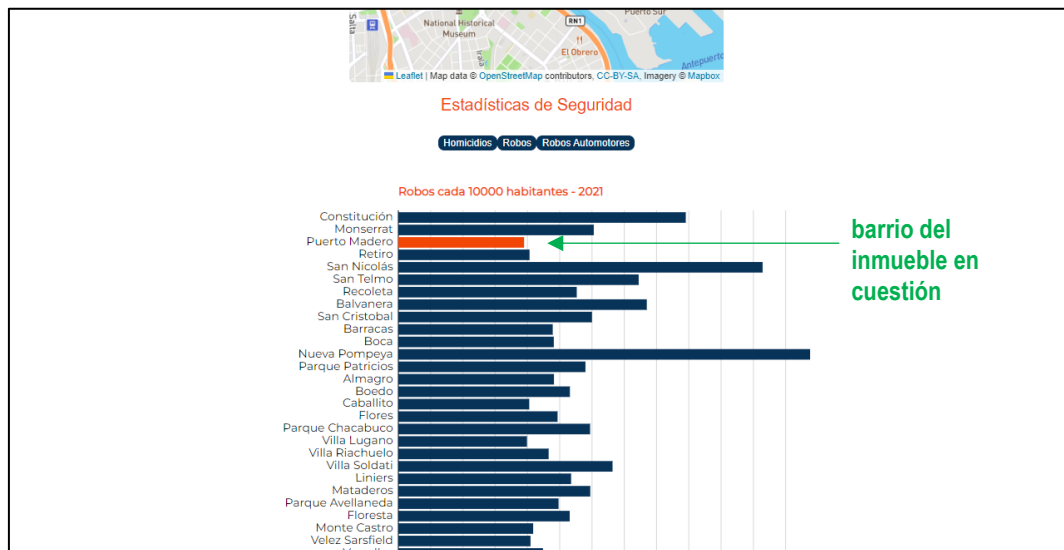 Salta
National Historical
Museum
Irala
RN1
Puerto Sur
El Obrero
Antepuerto
Leaflet | Map data © OpenStreetMap contributors, CC-BY-SA, Imagery © Mapbox
Estadísticas de Seguridad
Homicidios Robos Robos Automotores
Robos cada 10000 habitantes - 2021
Constitución
Monserrat
Puerto Madero
Retiro
San Nicolás
San Telmo
Recoleta
Balvanera
San Cristobal
Barracas
Boca
Nueva Pompeya
Parque Patricios
Almagro
Boedo
Caballito
Flores
Parque Chacabuco
Villa Lugano
Villa Riachuelo
Villa Soldati
Liniers
Mataderos
Parque Avellaneda
Floresta
Monte Castro
Velez Sarsfield
barrio del
inmueble en
cuestión